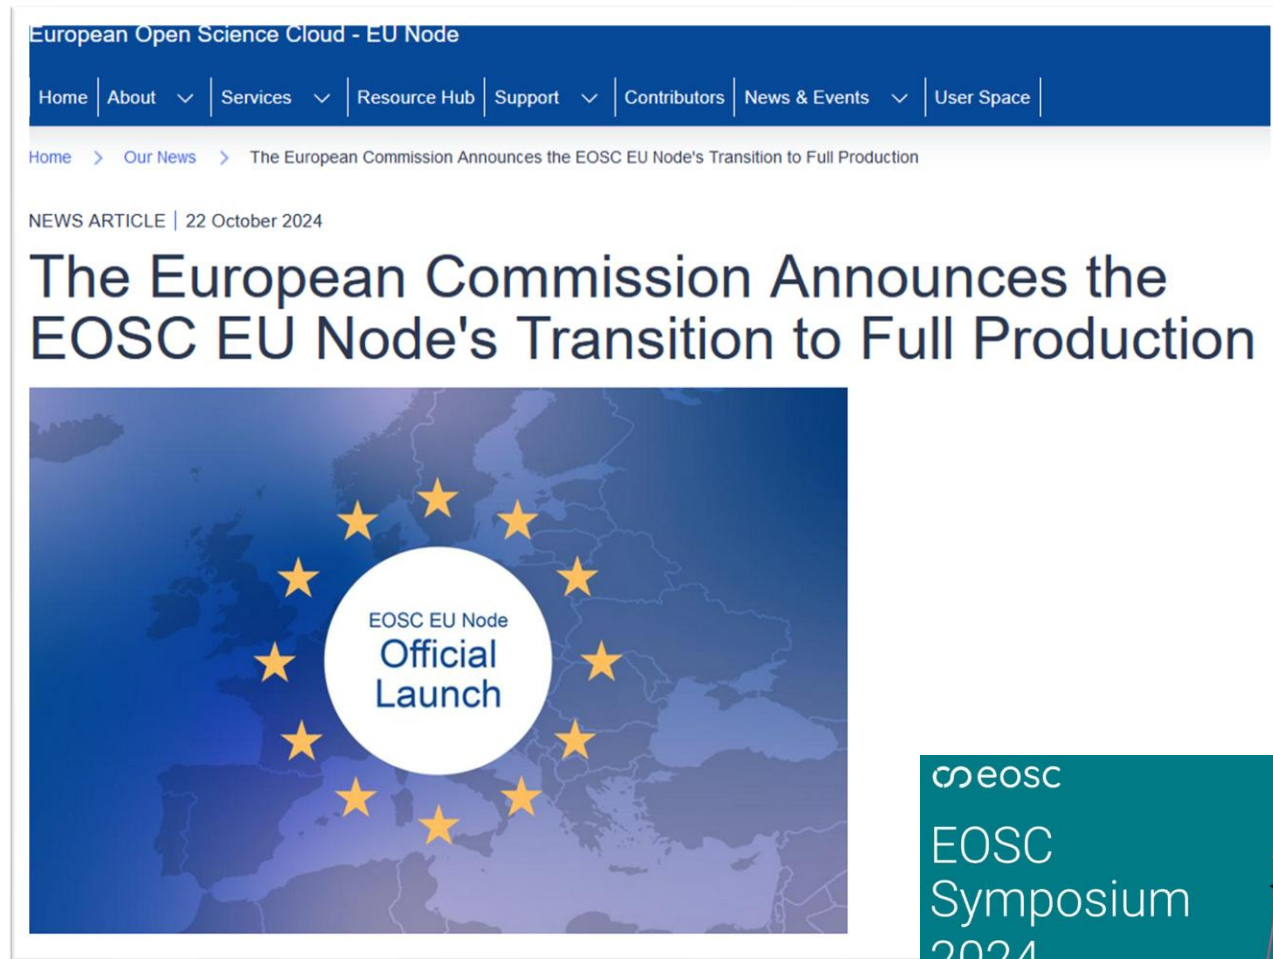 European Open Science Cloud - EU Node
Home About Services Resource Hub Support Contributors News & Events User Space
Home > Our News > The European Commission Announces the EOSC EU Node's Transition to Full Production
NEWS ARTICLE | 22 October 2024
The European Commission Announces the
EOSC EU Node's Transition to Full Production
EOSC EU Node
Official
Launch
eosc
EOSC
Symposium
2024